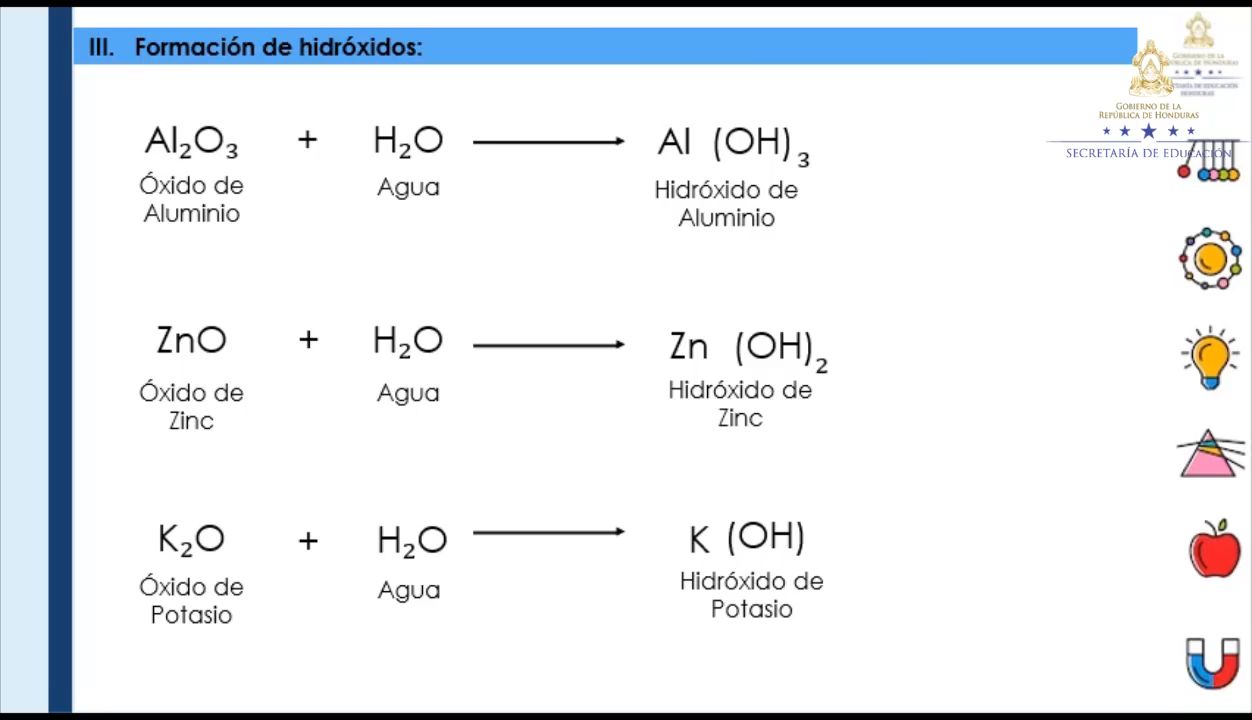 III. Formación de hidróxidos:
GOBIERNO DE LA
REPÚBLICA DE HONDURAS
SECRETARÍA DE EDUCACIÓN
Al₂O₃ + H₂O → Al (OH)₃
Óxido de Aluminio
Agua
Hidróxido de Aluminio
ZnO + H₂O → Zn (OH)₂
Óxido de Zinc
Agua
Hidróxido de Zinc
K₂O + H₂O → K (OH)
Óxido de Potasio
Agua
Hidróxido de Potasio